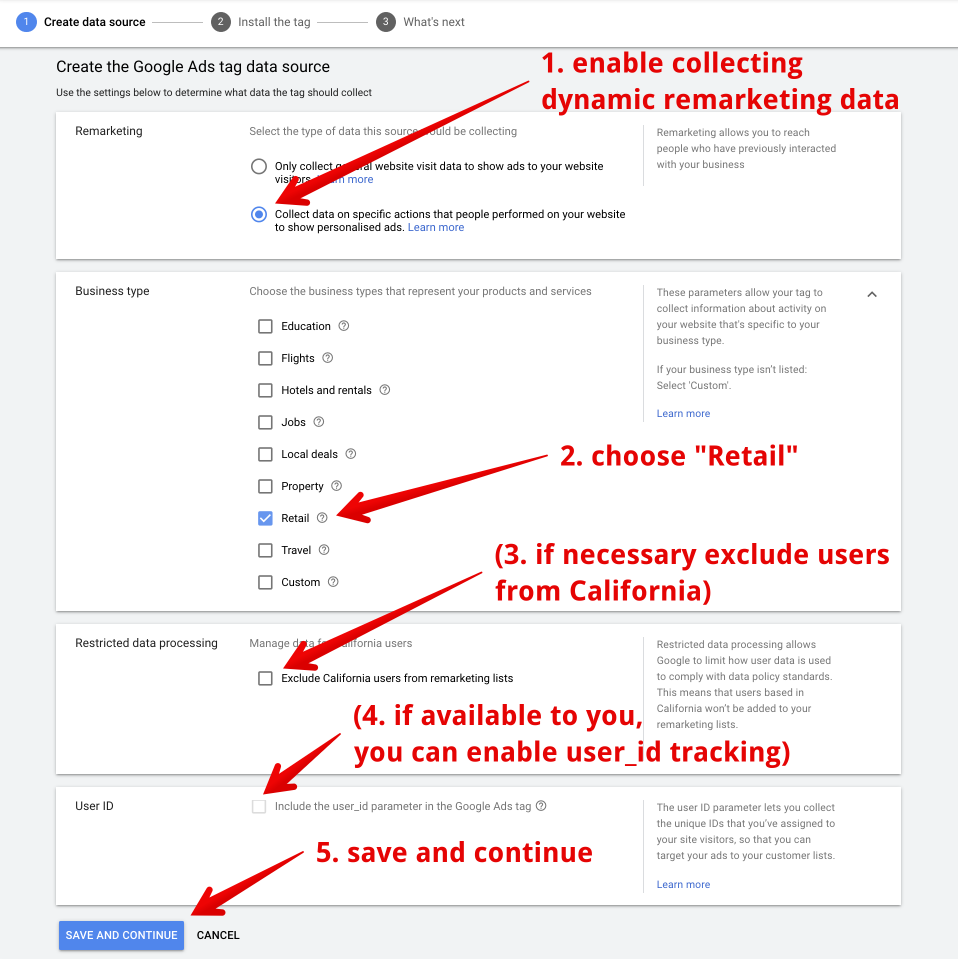 1 Create data source 2 Install the tag 3 What's next
Create the Google Ads tag data source
Use the settings below to determine what data the tag should collect
1. enable collecting
dynamic remarketing data
Remarketing
Select the type of data this source would be collecting
Only collect general website visit data to show ads to your website
visitors. Learn more
Collect data on specific actions that people performed on your website
to show personalised ads. Learn more
Remarketing allows you to reach
people who have previously interacted
with your business
Business type
Choose the business types that represent your products and services
Education ?
Flights ?
Hotels and rentals ?
Jobs ?
Local deals ?
Property ?
Retail ?
Travel ?
Custom ?
These parameters allow your tag to
collect information about activity on
your website that's specific to your
business type.
If your business type isn't listed:
Select 'Custom'.
Learn more
2. choose "Retail"
(3. if necessary exclude users
from California)
Restricted data processing
Manage data for California users
Exclude California users from remarketing lists
Restricted data processing allows
Google to limit how user data is used
to comply with data policy standards.
This means that users based in
California won't be added to your
remarketing lists.
(4. if available to you,
you can enable user_id tracking)
User ID
Include the user_id parameter in the Google Ads tag ?
The user ID parameter lets you collect
the unique IDs that you've assigned to
your site visitors, so that you can
target your ads to your customer lists.
Learn more
5. save and continue
SAVE AND CONTINUE CANCEL